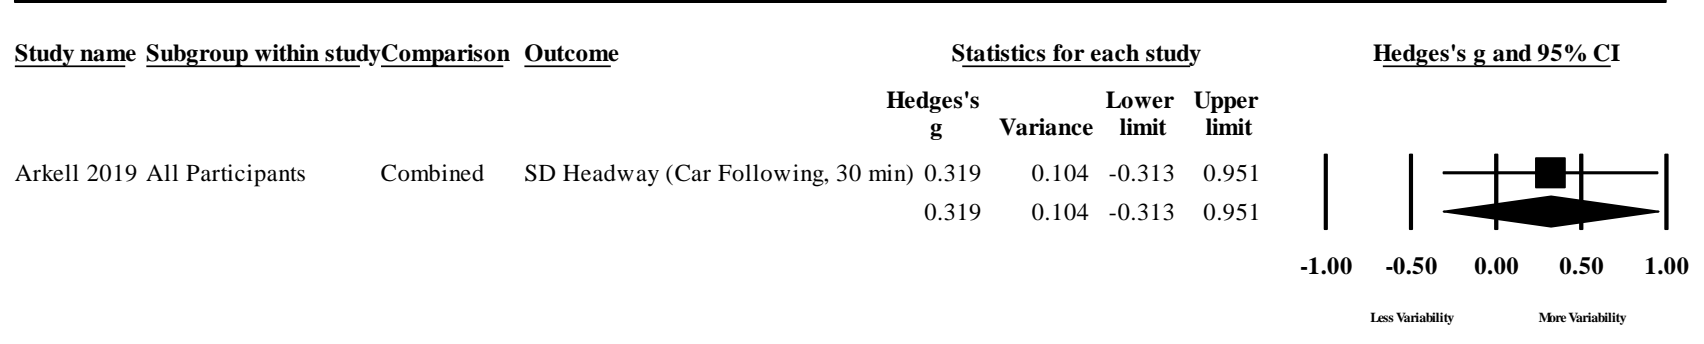 Study name Subgroup within study Comparison Outcome Statistics for each study Hedges's g and 95% CI
Hedges's Lower Upper
g Variance limit limit
Arkell 2019 All Participants Combined SD Headway (Car Following, 30 min) 0.319 0.104 -0.313 0.951
0.319 0.104 -0.313 0.951
-1.00 -0.50 0.00 0.50 1.00
Less Variability More Variability